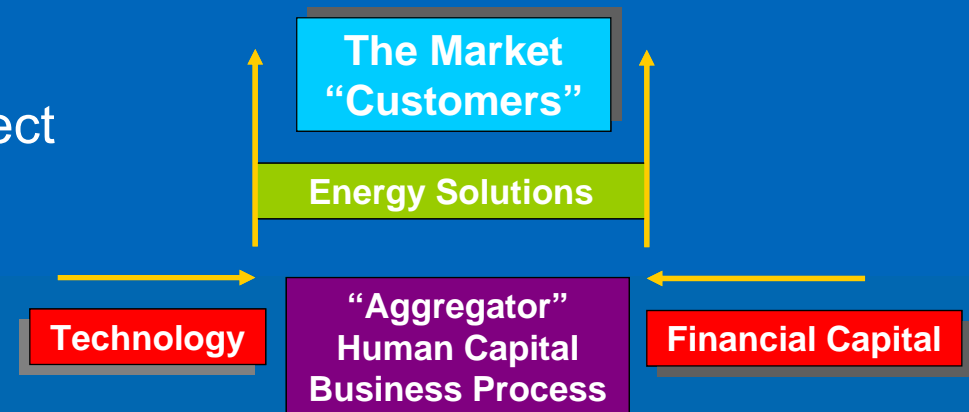 The Market
“Customers”
ect
Energy Solutions
Technology
“Aggregator”
Human Capital
Business Process
Financial Capital